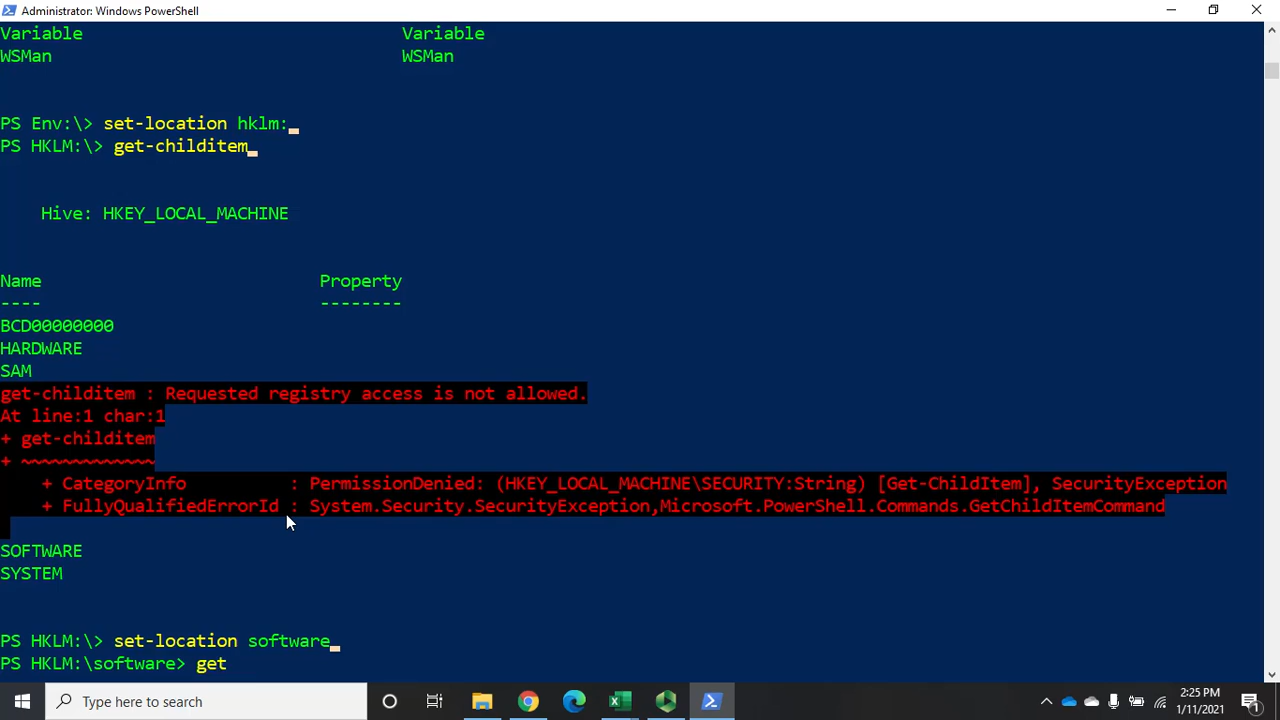 Administrator: Windows PowerShell
Variable Variable
WSMan WSMan
PS Env:\> set-location hklm:
PS HKLM:\> get-childitem
Hive: HKEY_LOCAL_MACHINE
Name Property
---- --------
BCD00000000
HARDWARE
SAM
get-childitem : Requested registry access is not allowed.
At line:1 char:1
+ get-childitem
+ ~~~~~~~~~~~~~
+ CategoryInfo : PermissionDenied: (HKEY_LOCAL_MACHINE\SECURITY:String) [Get-ChildItem], SecurityException
+ FullyQualifiedErrorId : System.Security.SecurityException,Microsoft.PowerShell.Commands.GetChildItemCommand
SOFTWARE
SYSTEM
PS HKLM:\> set-location software
PS HKLM:\software> get
Type here to search
2:25 PM
1/11/2021
1